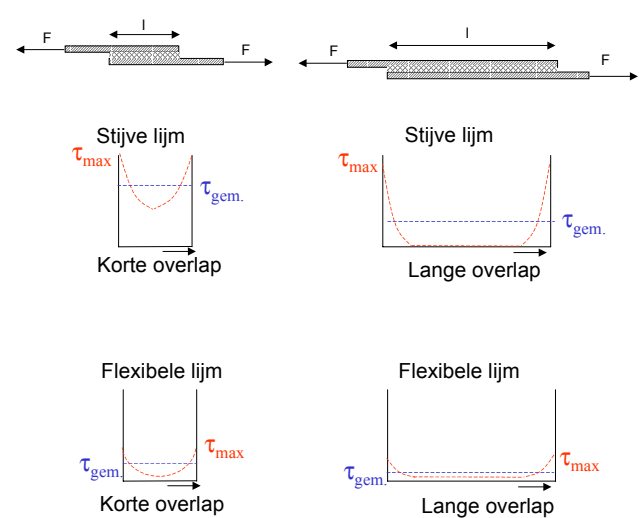 l
F
F
l
F
F
Stijve lijm
τmax
τgem.
Korte overlap
Stijve lijm
τmax
τgem.
Lange overlap
Flexibele lijm
τmax
τgem.
Korte overlap
Flexibele lijm
τmax
τgem.
Lange overlap